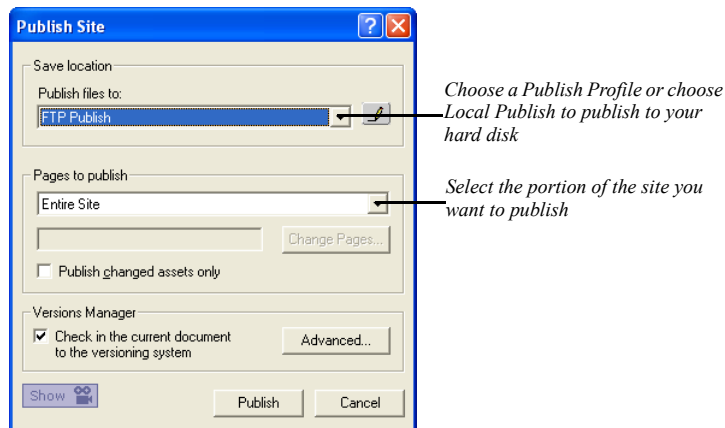 Publish Site
Save location
Publish files to:
FTP Publish
Choose a Publish Profile or choose
Local Publish to publish to your
hard disk
Pages to publish
Entire Site
Select the portion of the site you
want to publish
Change Pages...
Publish changed assets only
Versions Manager
Check in the current document
to the versioning system
Advanced...
Show
Publish
Cancel